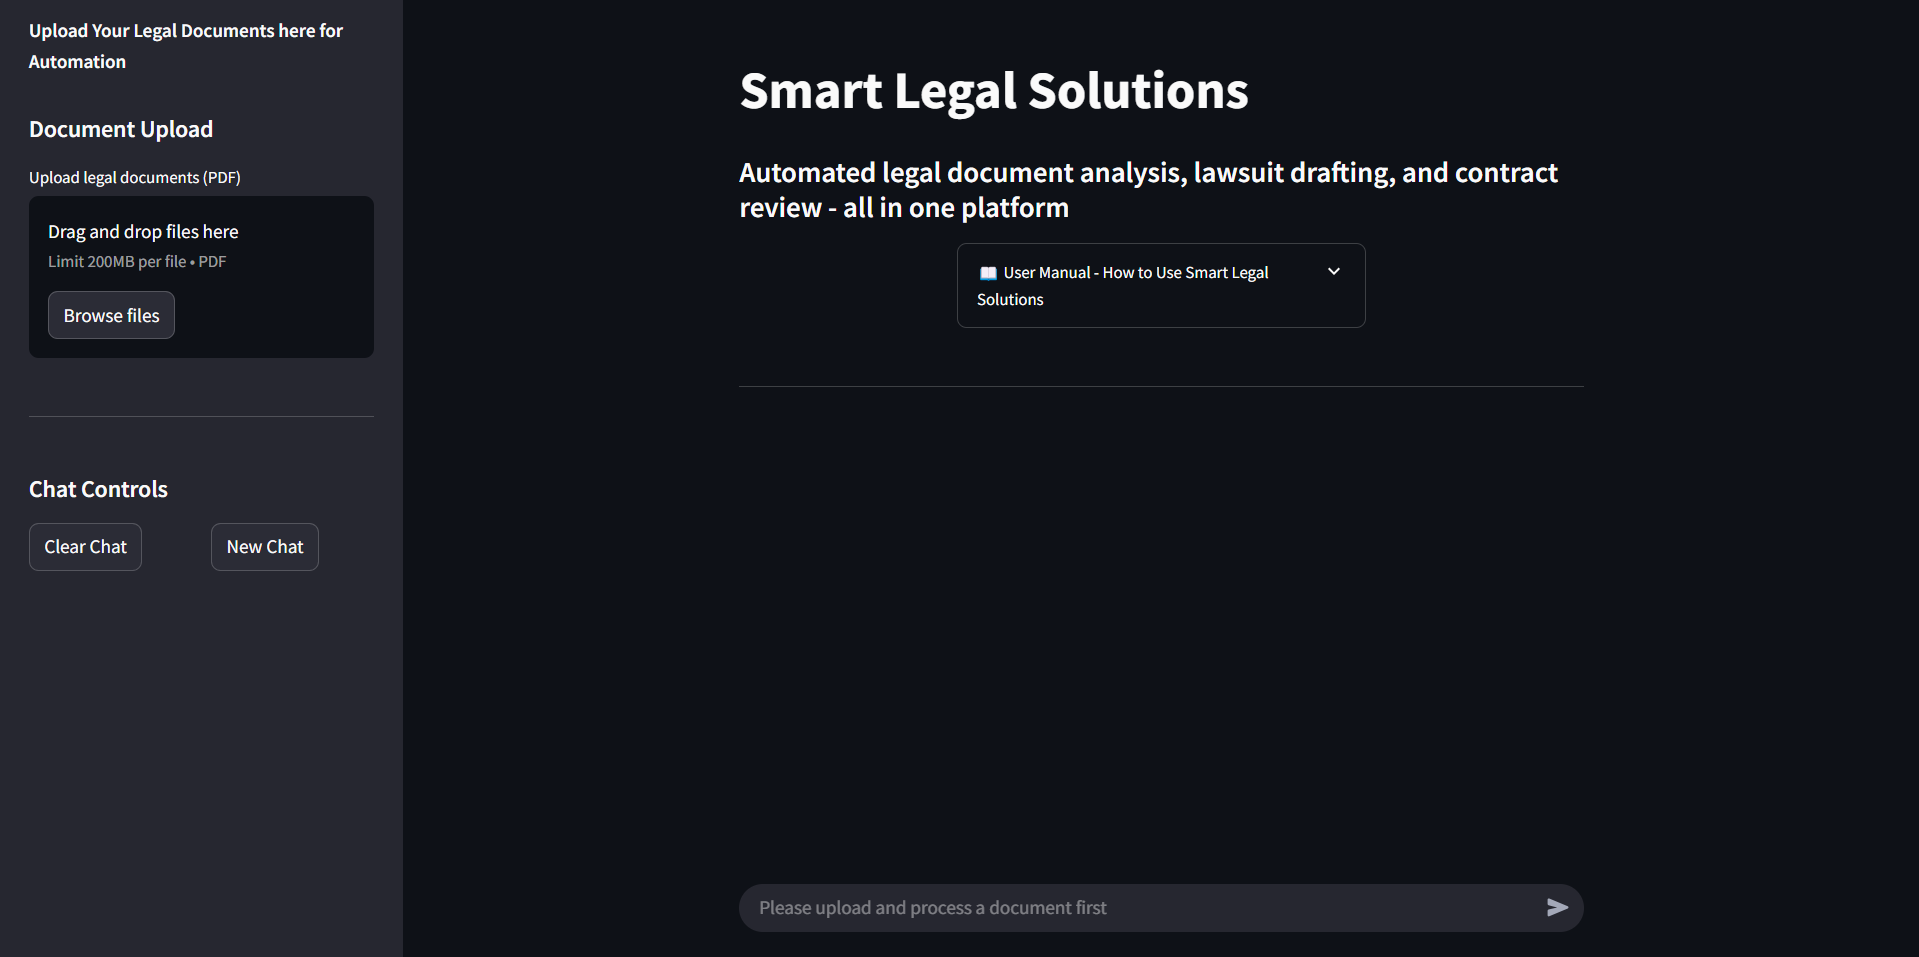 Upload Your Legal Documents here for
Automation
Document Upload
Upload legal documents (PDF)
Drag and drop files here
Limit 200MB per file • PDF
Browse files
Chat Controls
Clear Chat
New Chat
Smart Legal Solutions
Automated legal document analysis, lawsuit drafting, and contract
review - all in one platform
📖 User Manual - How to Use Smart Legal
Solutions
Please upload and process a document first